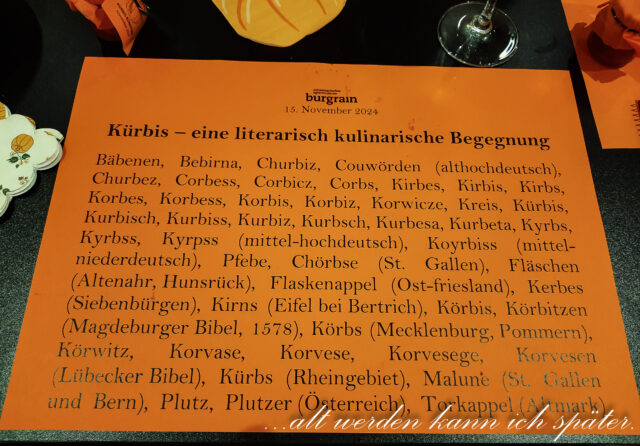 burgrain
15. November 2024
Kürbis – eine literarisch kulinarische Begegnung
Bäbenen, Bebirna, Churbiz, Couwörden (althochdeutsch),
Churbez, Corbess, Corbicz, Corbs, Kirbes, Kirbis, Kirbs,
Korbes, Korbess, Korbis, Korbiz, Korwicze, Kreis, Kürbis,
Kurbisch, Kurbiss, Kurbiz, Kurbsch, Kurbesa, Kurbeta, Kyrbs,
Kyrbss, Kyrpss (mittel-hochdeutsch), Koyrbiss (mittel-
niederdeutsch), Pfebe, Chörbse (St. Gallen), Fläschen
(Altenahr, Hunsrück), Flaskenappel (Ost-friesland), Kerbes
(Siebenbürgen), Kirns (Eifel bei Bertrich), Körbis, Körbitzen
(Magdeburger Bibel, 1578), Körbs (Mecklenburg, Pommern),
Körwitz, Korvase, Korvese, Korvesege, Korvesen
(Lübecker Bibel), Kürbs (Rheingebiet), Malune (St. Gallen
und Bern), Plutz, Plutzer (Österreich), Torkappel (Altmark)
...alt werden kann ich später